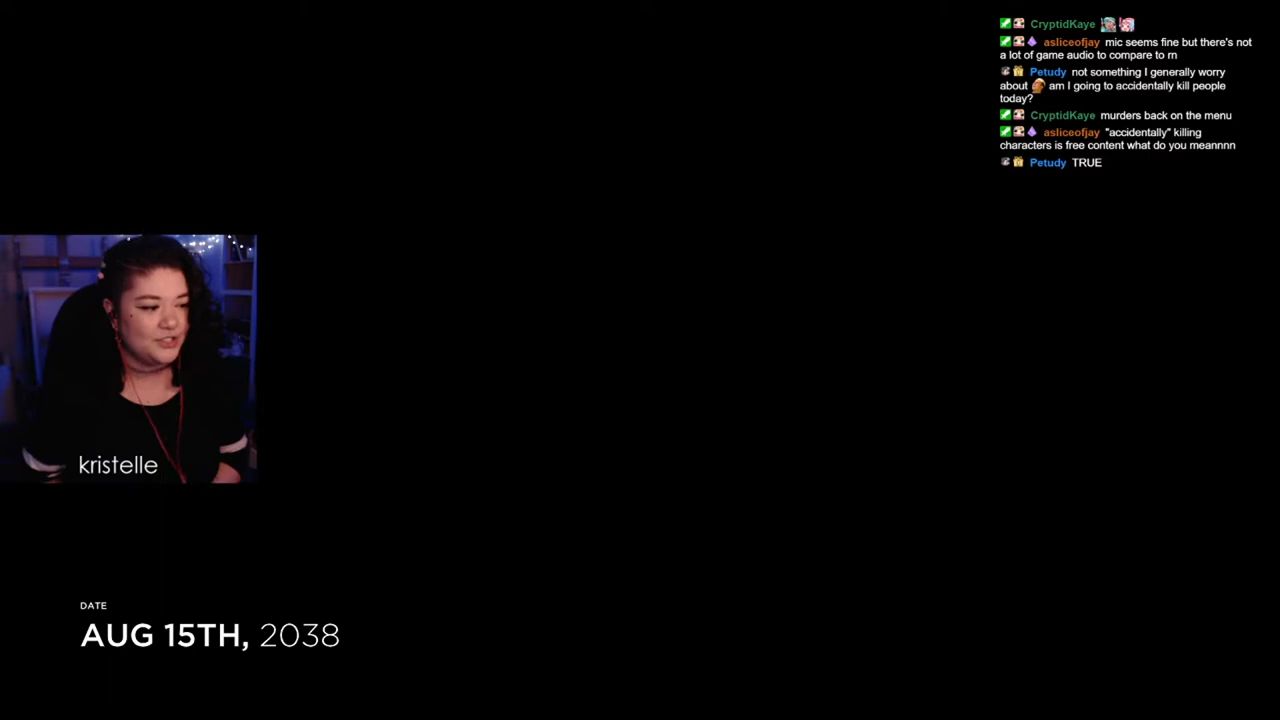 CryptidKaye
asliceofjay mic seems fine but there's not
a lot of game audio to compare to rn
Petudy not something I generally worry
about am I going to accidentally kill people
today?
CryptidKaye murders back on the menu
asliceofjay "accidentally" killing
characters is free content what do you meannnn
Petudy TRUE
kristelle
DATE
AUG 15TH, 2038